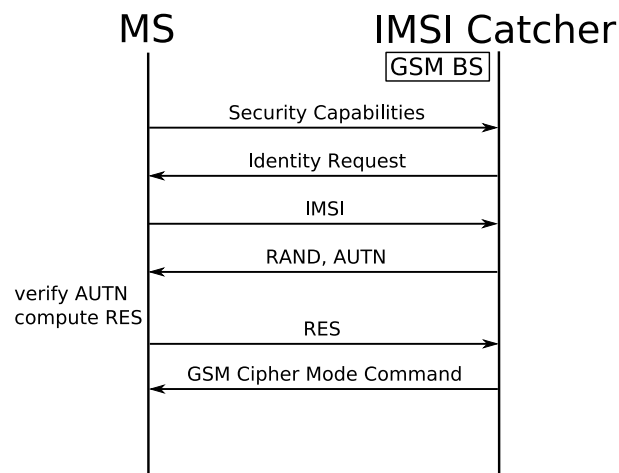 MS
IMSI Catcher
GSM BS
Security Capabilities
Identity Request
IMSI
RAND, AUTN
verify AUTN
compute RES
RES
GSM Cipher Mode Command